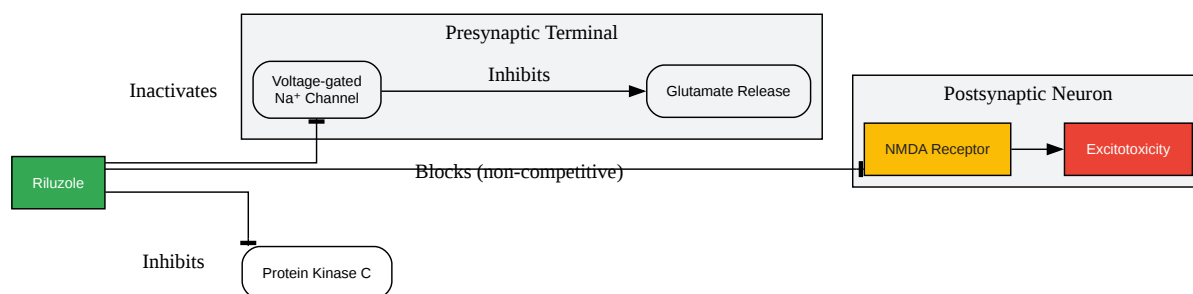 Presynaptic Terminal
Voltage-gated
Na⁺ Channel
Inhibits
Glutamate Release
Inactivates
Postsynaptic Neuron
NMDA Receptor
Excitotoxicity
Riluzole
Blocks (non-competitive)
Inhibits
Protein Kinase C